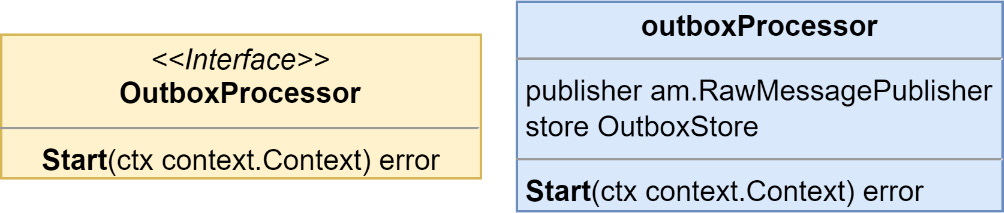 <<Interface>>
OutboxProcessor
Start(ctx context.Context) error
outboxProcessor
publisher am.RawMessagePublisher
store OutboxStore
Start(ctx context.Context) error